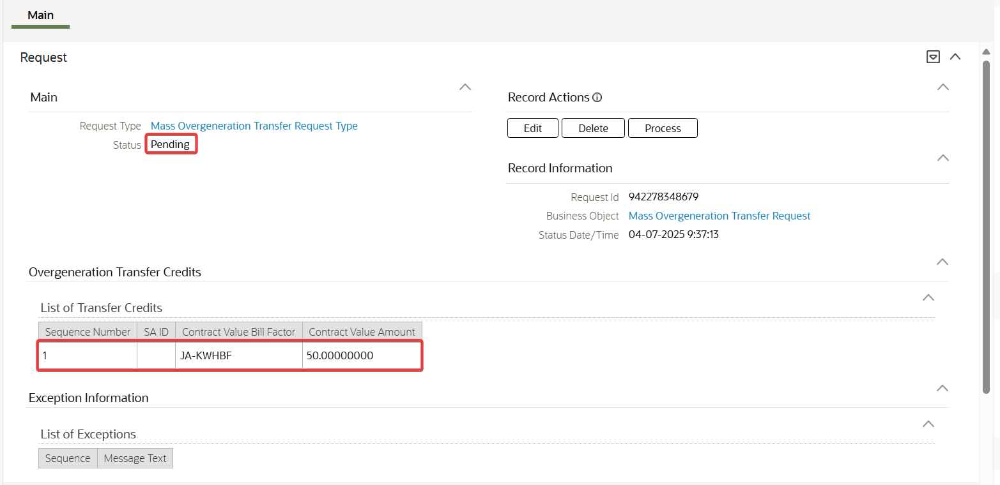 Main
Request
Main
Request Type Mass Overgeneration Transfer Request Type
Status Pending
Record Actions
Edit Delete Process
Record Information
Request Id 942278348679
Business Object Mass Overgeneration Transfer Request
Status Date/Time 04-07-2025 9:37:13
Overgeneration Transfer Credits
List of Transfer Credits
Sequence Number SA ID Contract Value Bill Factor Contract Value Amount
1 JA-KWHBF 50.00000000
Exception Information
List of Exceptions
Sequence Message Text